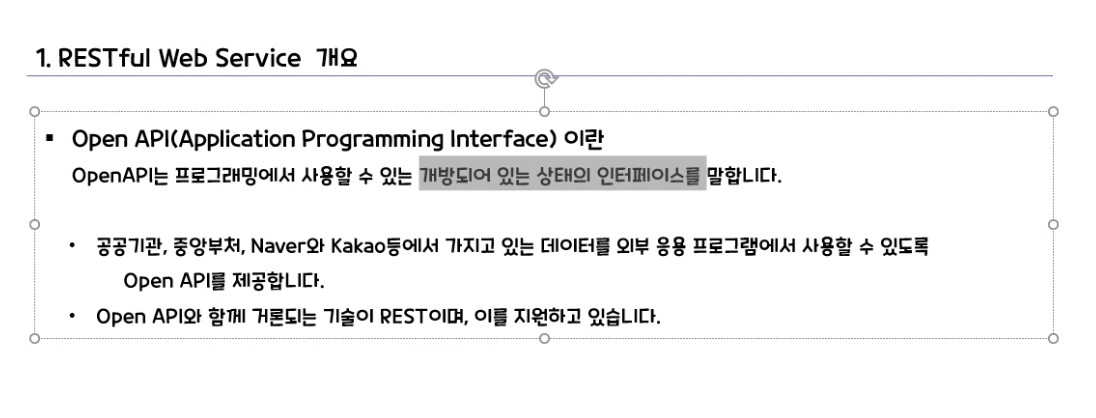 1. RESTful Web Service 개요
▪ Open API(Application Programming Interface) 이란
OpenAPI는 프로그래밍에서 사용할 수 있는 개방되어 있는 상태의 인터페이스를 말합니다.
• 공공기관, 중앙부처, Naver와 Kakao등에서 가지고 있는 데이터를 외부 응용 프로그램에서 사용할 수 있도록
Open API를 제공합니다.
• Open API와 함께 거론되는 기술이 REST이며, 이를 지원하고 있습니다.